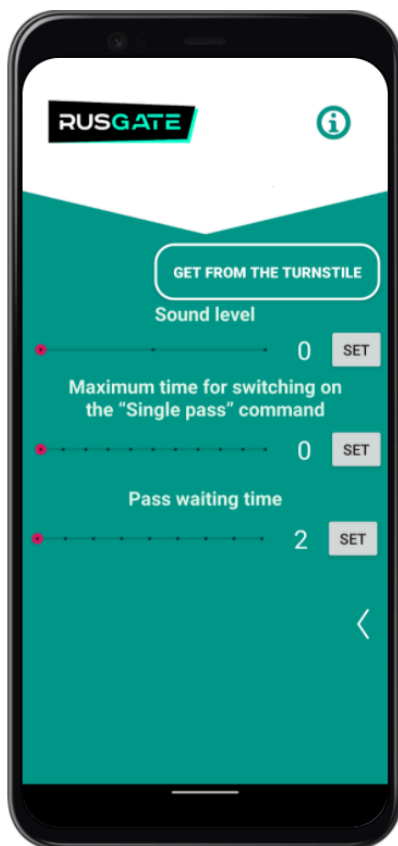 RUSGATE
GET FROM THE TURNSTILE
Sound level
0 SET
Maximum time for switching on
the “Single pass” command
0 SET
Pass waiting time
2 SET